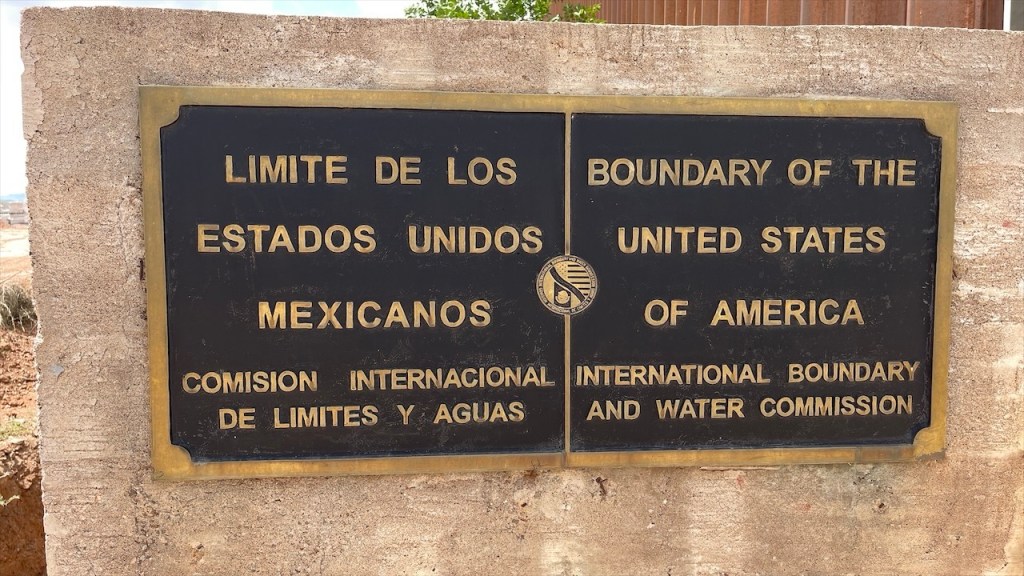 LIMITE DE LOS
ESTADOS UNIDOS
MEXICANOS
COMISION INTERNACIONAL
DE LIMITES Y AGUAS
BOUNDARY OF THE
UNITED STATES
OF AMERICA
INTERNATIONAL BOUNDARY
AND WATER COMMISSION